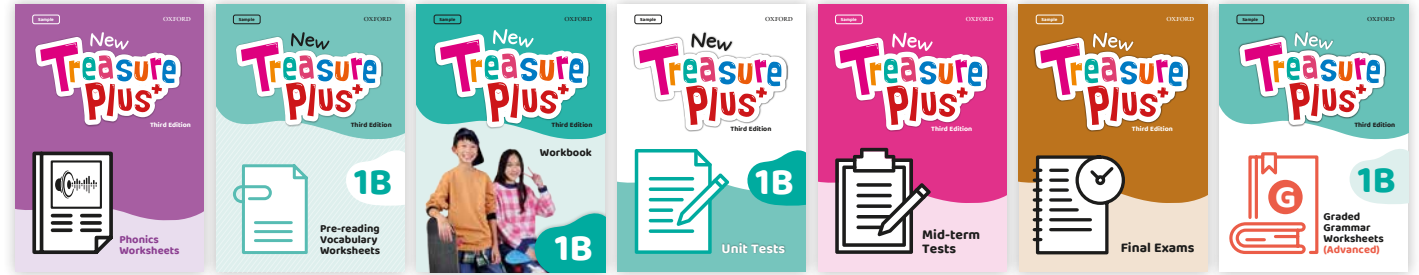 Sample
OXFORD
New
Treasure
Plus+
Third Edition
Phonics
Worksheets
Sample
OXFORD
New
Treasure
Plus+
Third Edition
1B
Pre-reading
Vocabulary
Worksheets
Sample
OXFORD
New
Treasure
Plus+
Third Edition
Workbook
1B
Sample
OXFORD
New
Treasure
Plus+
Third Edition
1B
Unit Tests
Sample
OXFORD
New
Treasure
Plus+
Third Edition
Mid-term
Tests
Sample
OXFORD
New
Treasure
Plus+
Third Edition
Final Exams
Sample
OXFORD
New
Treasure
Plus+
Third Edition
1B
G
Graded
Grammar
Worksheets
(Advanced)